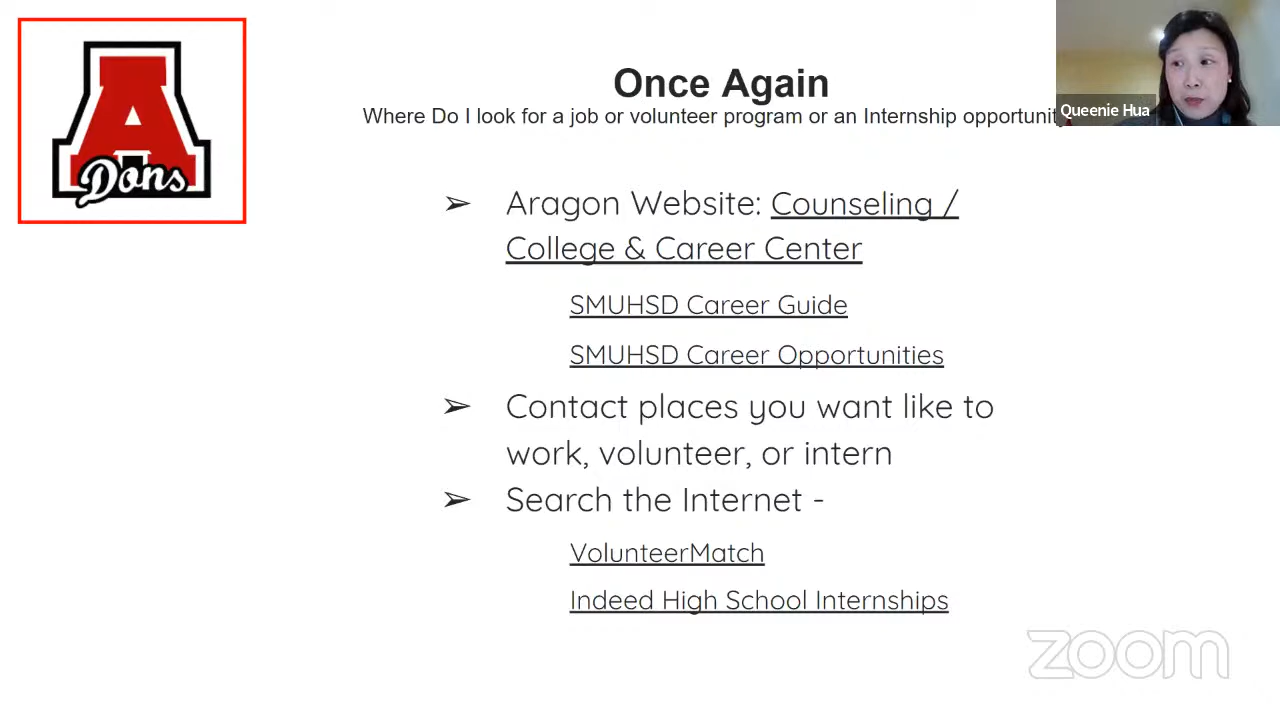 A
Dons
Once Again
Where Do I look for a job or volunteer program or an Internship opportunity
Queenie Hua
➢ Aragon Website: Counseling /
College & Career Center
SMUHSD Career Guide
SMUHSD Career Opportunities
➢ Contact places you want like to
work, volunteer, or intern
➢ Search the Internet -
VolunteerMatch
Indeed High School Internships
zoom